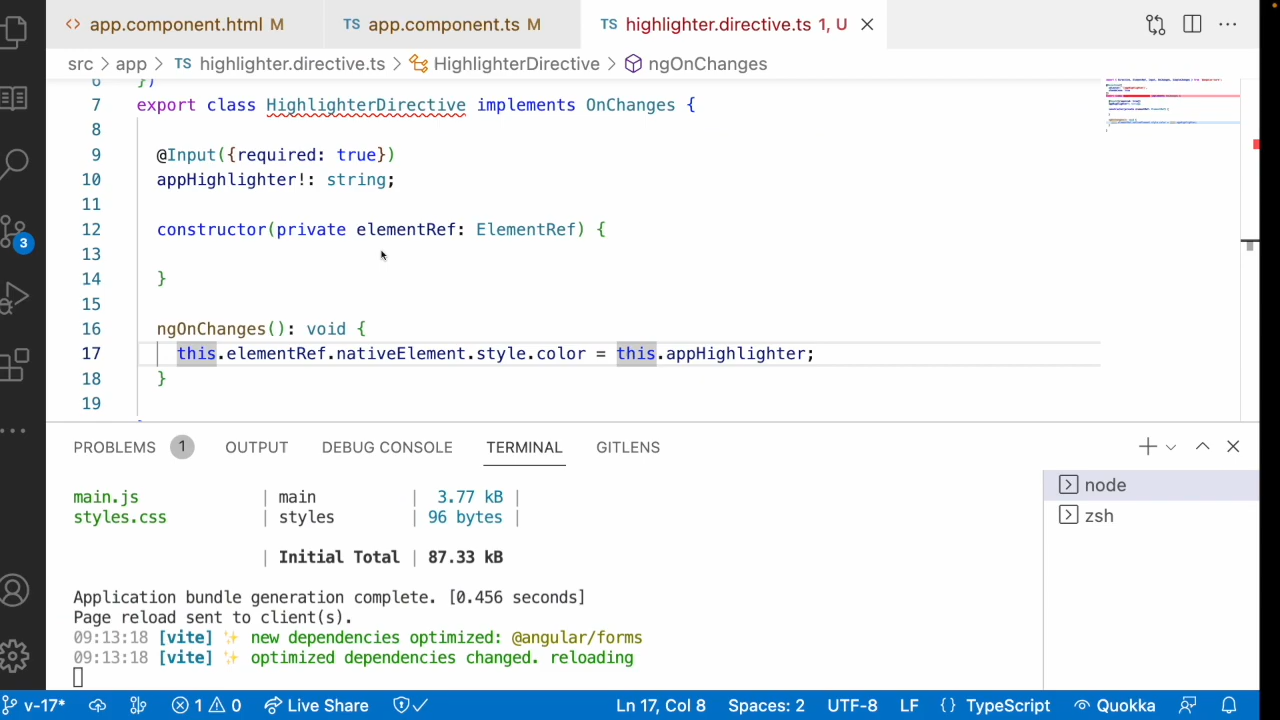 app.component.html M
TS app.component.ts M
TS highlighter.directive.ts 1, U
src > app > TS highlighter.directive.ts > HighlighterDirective > ngOnChanges
6 })
7 export class HighlighterDirective implements OnChanges {
8
9 @Input({required: true})
10 appHighlighter!: string;
11
12 constructor(private elementRef: ElementRef) {
13
14 }
15
16 ngOnChanges(): void {
17 this.elementRef.nativeElement.style.color = this.appHighlighter;
18 }
19
3
PROBLEMS 1 OUTPUT DEBUG CONSOLE TERMINAL GITLENS
main.js | main | 3.77 kB |
styles.css | styles | 96 bytes |
| Initial Total | 87.33 kB
Application bundle generation complete. [0.456 seconds]
Page reload sent to client(s).
09:13:18 [vite] ✨ new dependencies optimized: @angular/forms
09:13:18 [vite] ✨ optimized dependencies changed. reloading
node
zsh
v-17* 1 0 Live Share Ln 17, Col 8 Spaces: 2 UTF-8 LF {} TypeScript Quokka